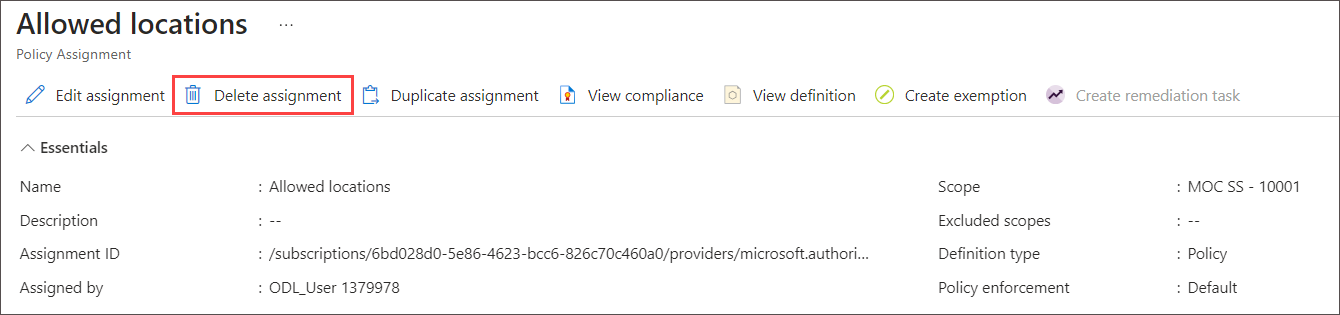 Allowed locations ...
Policy Assignment
Edit assignment Delete assignment Duplicate assignment View compliance View definition Create exemption Create remediation task
Essentials
Name : Allowed locations Scope : MOC SS - 10001
Description : -- Excluded scopes : --
Assignment ID : /subscriptions/6bd028d0-5e86-4623-bcc6-826c70c460a0/providers/microsoft.authori... Definition type : Policy
Assigned by : ODL_User 1379978 Policy enforcement : Default